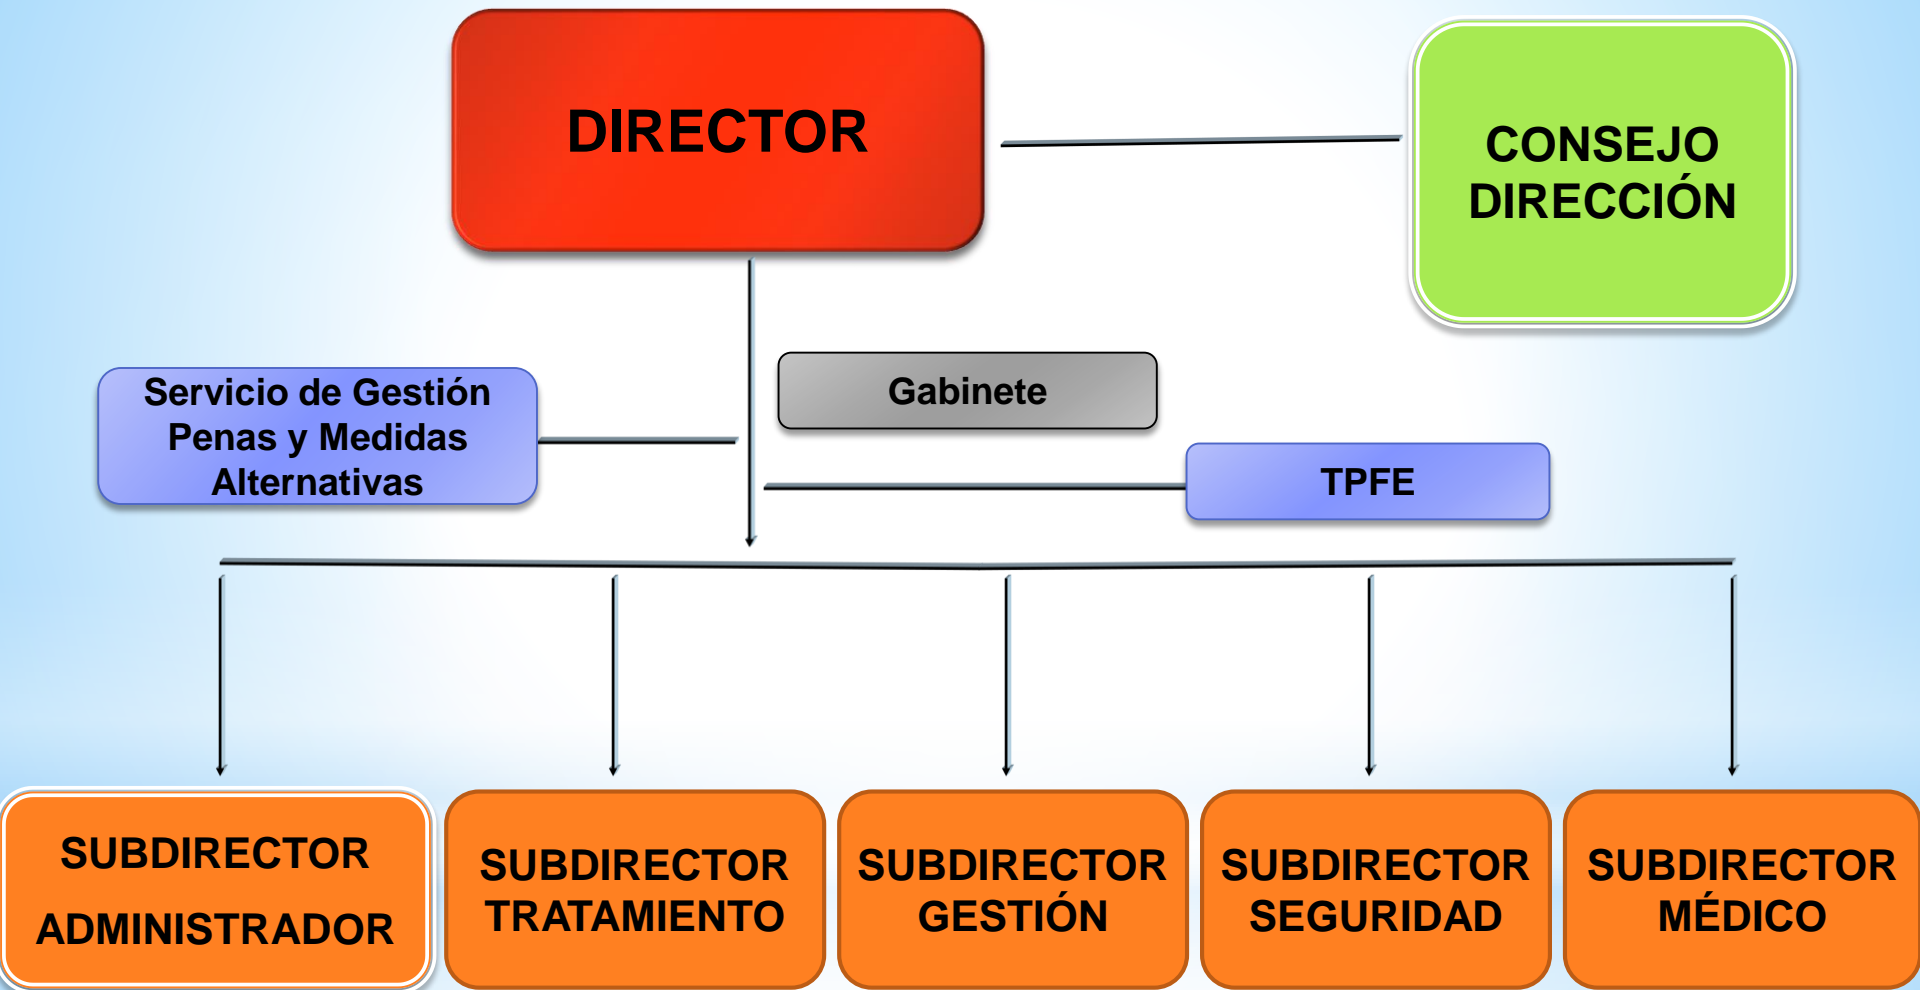 DIRECTOR
CONSEJO
DIRECCIÓN
Servicio de Gestión
Penas y Medidas
Alternativas
Gabinete
TPFE
SUBDIRECTOR
ADMINISTRADOR
SUBDIRECTOR
TRATAMIENTO
SUBDIRECTOR
GESTIÓN
SUBDIRECTOR
SEGURIDAD
SUBDIRECTOR
MÉDICO